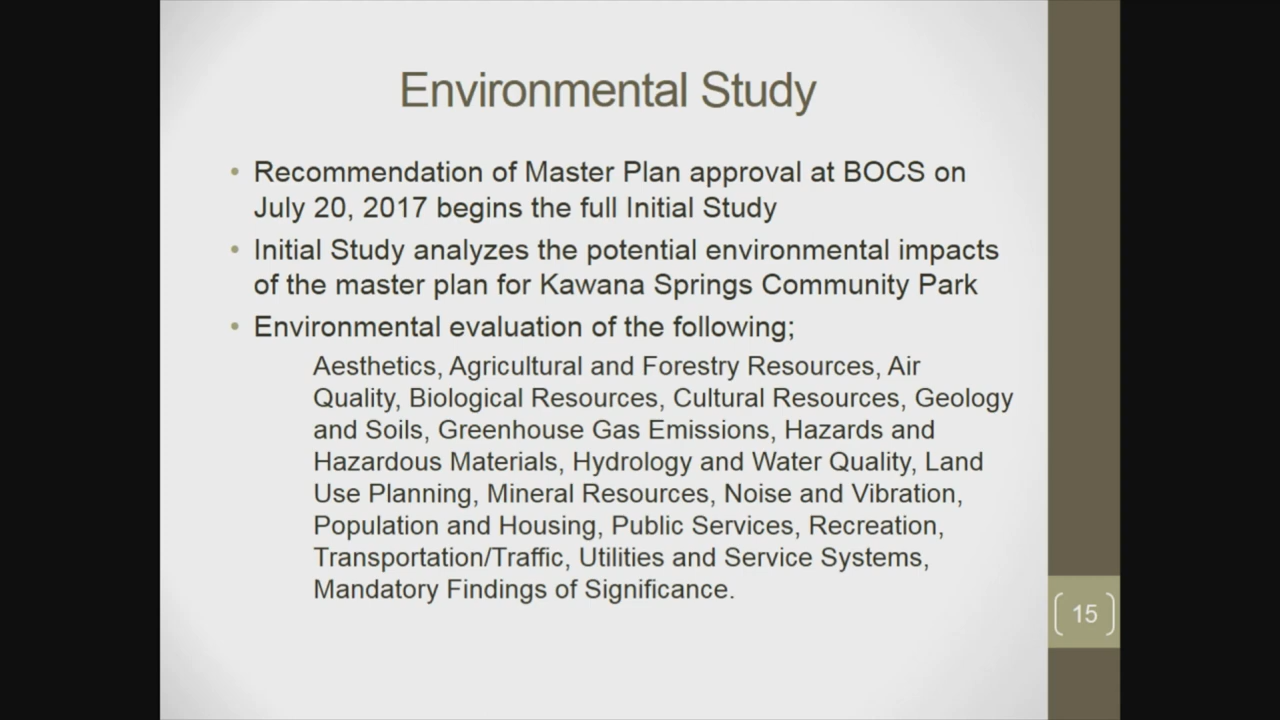 Environmental Study
• Recommendation of Master Plan approval at BOCS on
July 20, 2017 begins the full Initial Study
• Initial Study analyzes the potential environmental impacts
of the master plan for Kawana Springs Community Park
• Environmental evaluation of the following;
Aesthetics, Agricultural and Forestry Resources, Air
Quality, Biological Resources, Cultural Resources, Geology
and Soils, Greenhouse Gas Emissions, Hazards and
Hazardous Materials, Hydrology and Water Quality, Land
Use Planning, Mineral Resources, Noise and Vibration,
Population and Housing, Public Services, Recreation,
Transportation/Traffic, Utilities and Service Systems,
Mandatory Findings of Significance.
15